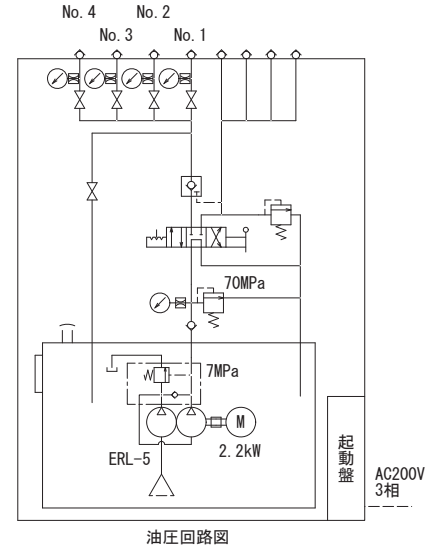 No. 4
No. 2
No. 3
No. 1
70MPa
7MPa
M
ERL-5
2.2kW
起動盤
AC200V
3相
油圧回路図